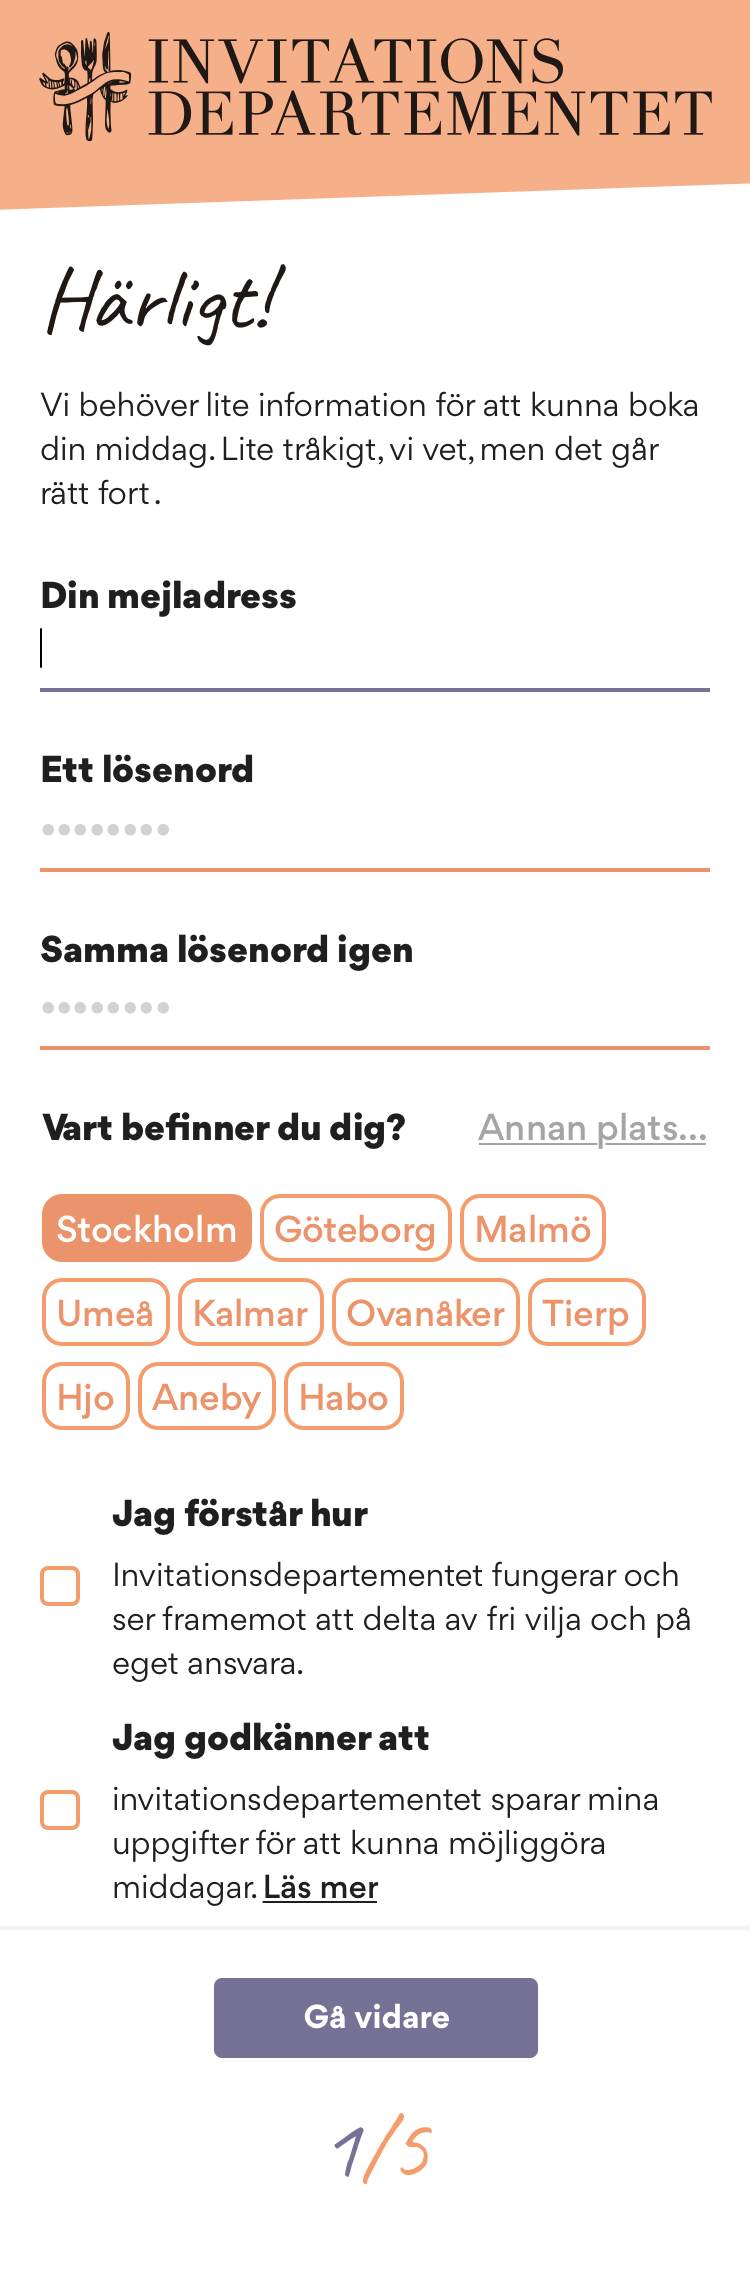 INVITATIONS
DEPARTEMENTET
Härligt!
Vi behöver lite information för att kunna boka
din middag. Lite tråkigt, vi vet, men det går
rätt fort .
Din mejladress
Ett lösenord
Samma lösenord igen
Vart befinner du dig? Annan plats...
Stockholm Göteborg Malmö
Umeå Kalmar Ovanåker Tierp
Hjo Aneby Habo
Jag förstår hur
Invitationsdepartementet fungerar och
ser framemot att delta av fri vilja och på
eget ansvara.
Jag godkänner att
invitationsdepartementet sparar mina
uppgifter för att kunna möjliggöra
middagar. Läs mer
Gå vidare
1/5